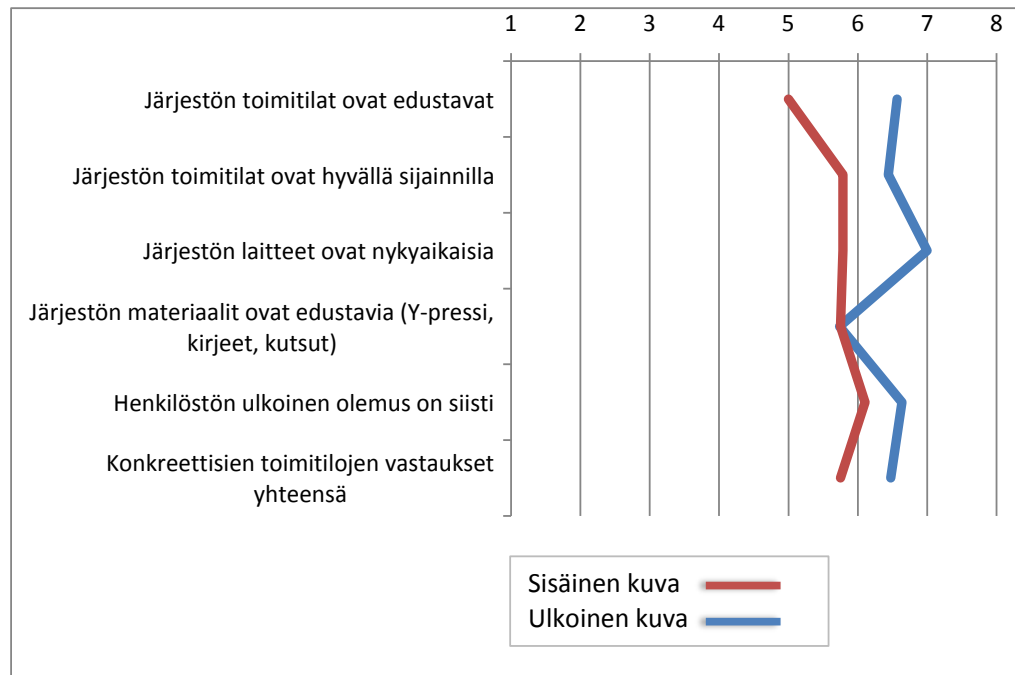 1 2 3 4 5 6 7 8
Järjestön toimitilat ovat edustavat
Järjestön toimitilat ovat hyvällä sijainnilla
Järjestön laitteet ovat nykyaikaisia
Järjestön materiaalit ovat edustavia (Y-pressi,
kirjeet, kutsut)
Henkilöstön ulkoinen olemus on siisti
Konkreettisien toimitilojen vastaukset
yhteensä
Sisäinen kuva
Ulkoinen kuva